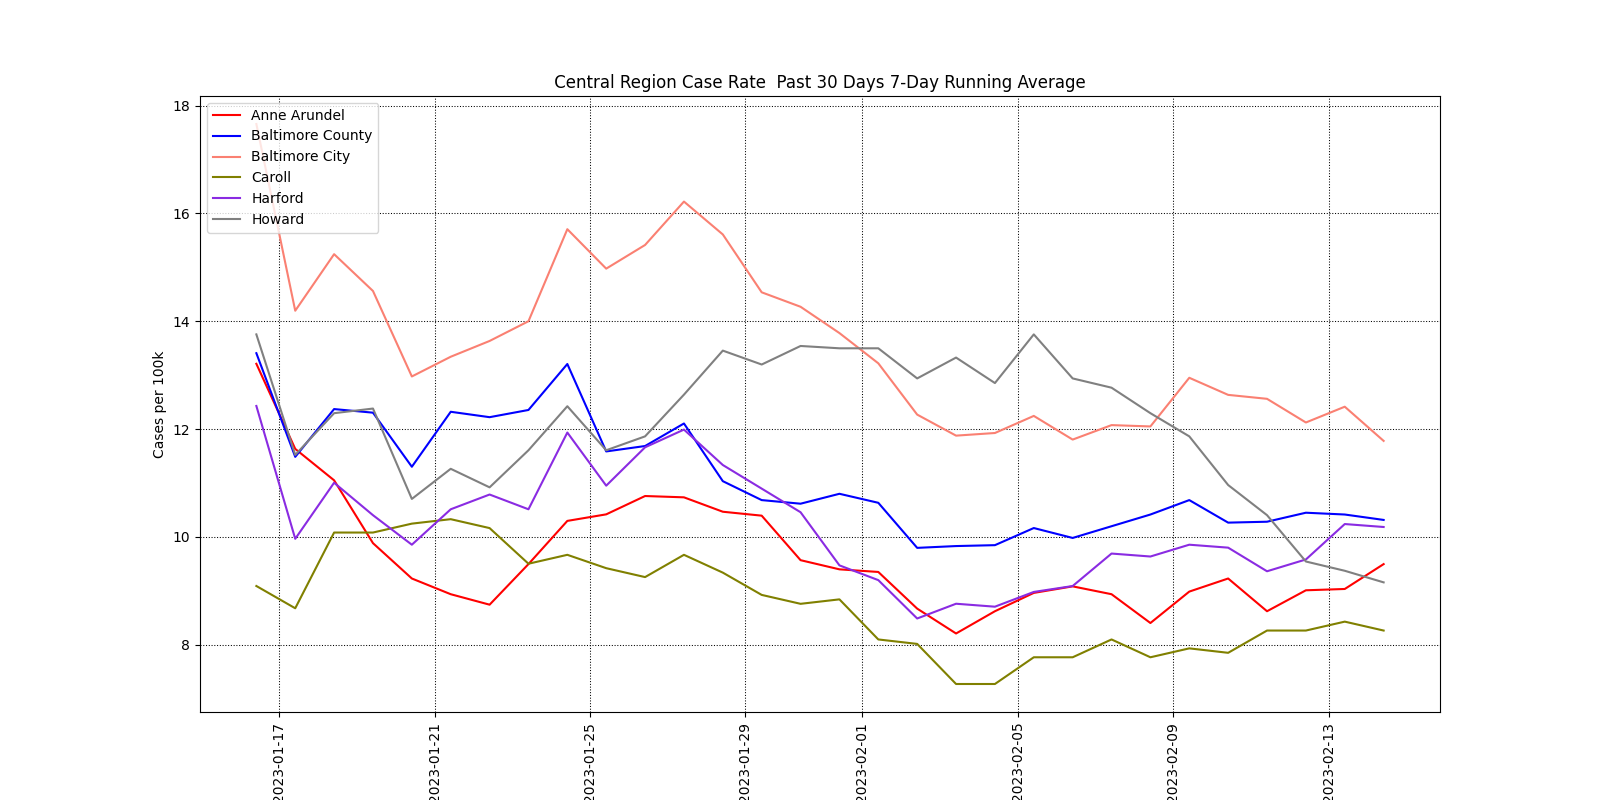 Central Region Case Rate  Past 30 Days 7-Day Running Average
Anne Arundel
Baltimore County
Baltimore City
Caroll
Harford
Howard
Cases per 100k
18
16
14
12
10
8
2023-01-17
2023-01-21
2023-01-25
2023-01-29
2023-02-01
2023-02-05
2023-02-09
2023-02-13